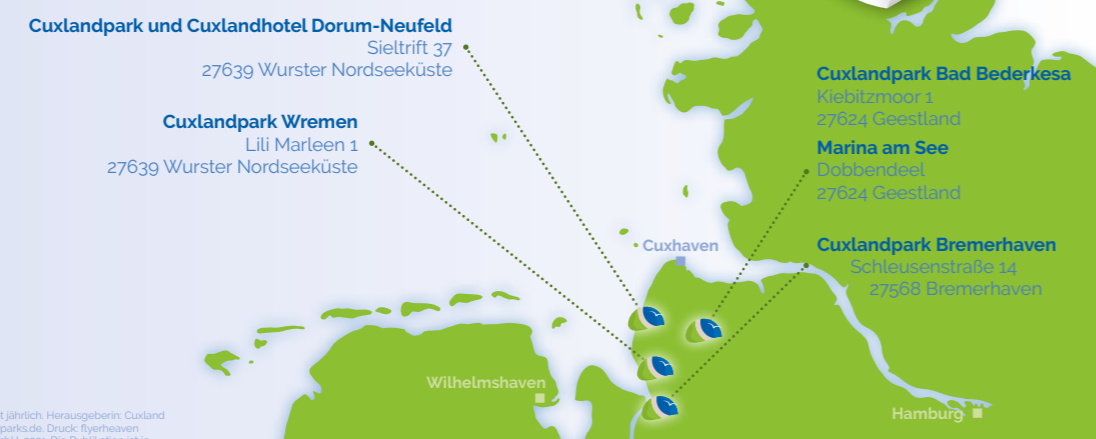 Cuxlandpark und Cuxlandhotel Dorum-Neufeld
Sieltrift 37
27639 Wurster Nordseeküste
Cuxlandpark Wremen
Lili Marleen 1
27639 Wurster Nordseeküste
Cuxlandpark Bad Bederkesa
Kiebitzmoor 1
27624 Geestland
Marina am See
Dobbendeel
27624 Geestland
Cuxlandpark Bremerhaven
Schleusenstraße 14
27568 Bremerhaven
Cuxhaven
Wilhelmshaven
Hamburg
t jährlich. Herausgeberin: Cuxland
parks.de. Druck: flyerheaven